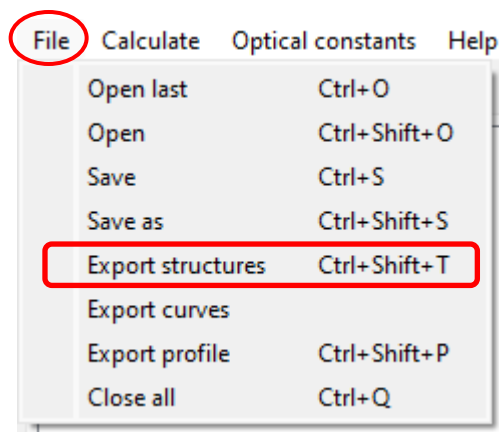 File Calculate Optical constants Help
Open last Ctrl+O
Open Ctrl+Shift+O
Save Ctrl+S
Save as Ctrl+Shift+S
Export structures Ctrl+Shift+T
Export curves
Export profile Ctrl+Shift+P
Close all Ctrl+Q